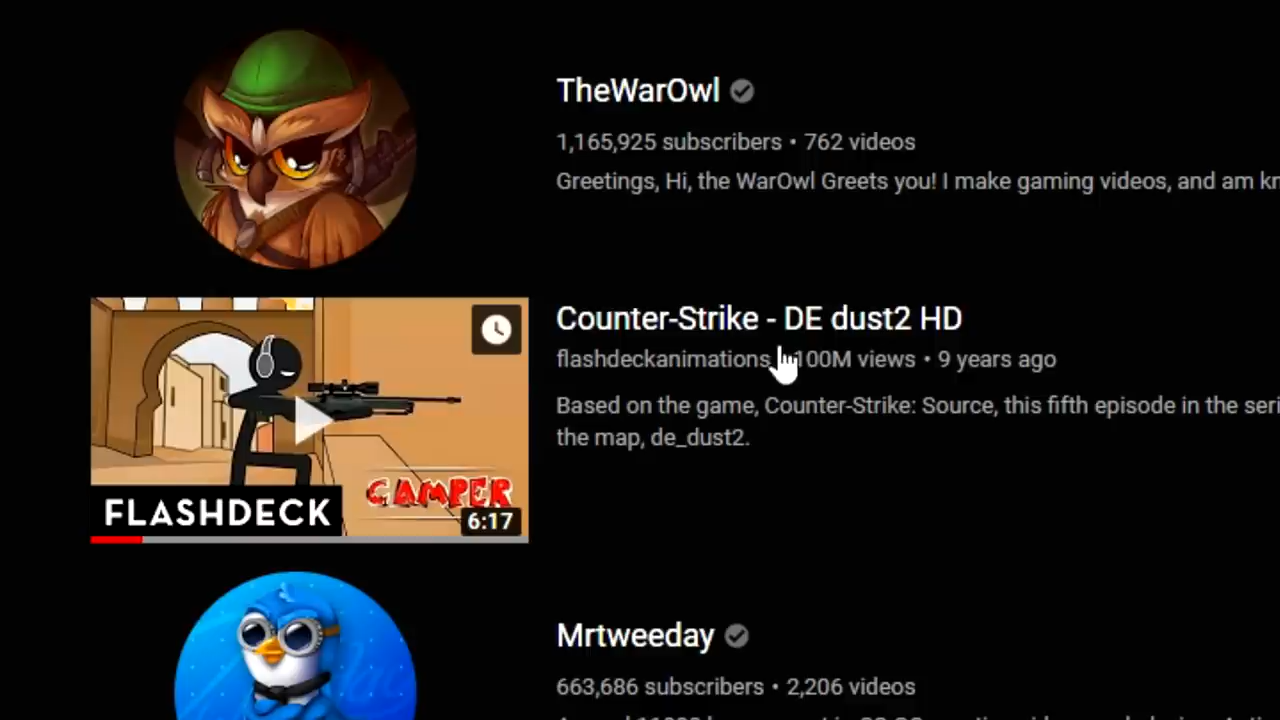 TheWarOwl
1,165,925 subscribers • 762 videos
Greetings, Hi, the WarOwl Greets you! I make gaming videos, and am
Counter-Strike - DE dust2 HD
flashdeckanimations 100M views • 9 years ago
Based on the game, Counter-Strike: Source, this fifth episode in the
the map, de_dust2.
FLASHDECK
CAMPER
6:17
Mrtweeday
663,686 subscribers • 2,206 videos